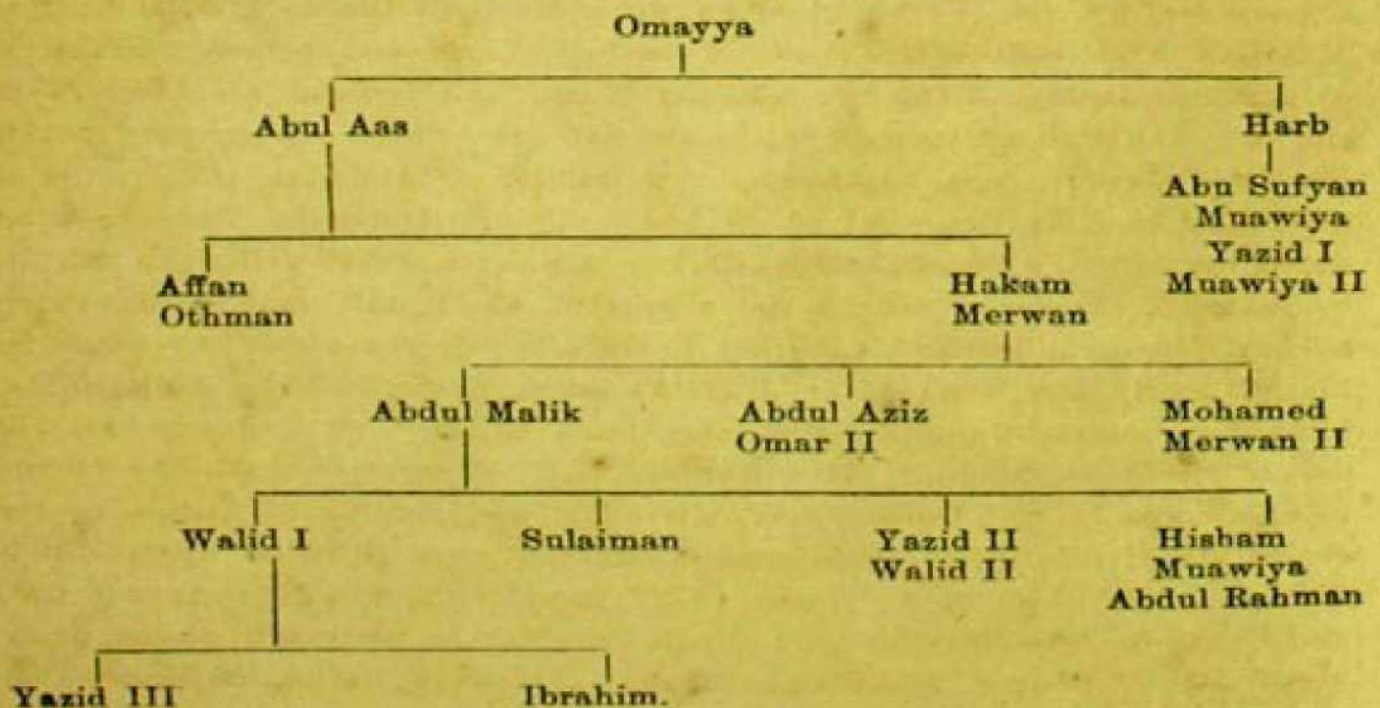 Omayya
Abul Aas
Harb
Abu Sufyan
Muawiya
Yazid I
Muawiya II
Affan
Othman
Hakam
Merwan
Abdul Malik
Abdul Aziz
Omar II
Mohamed
Merwan II
Walid I
Sulaiman
Yazid II
Walid II
Hisham
Muawiya
Abdul Rahman
Yazid III
Ibrahim.